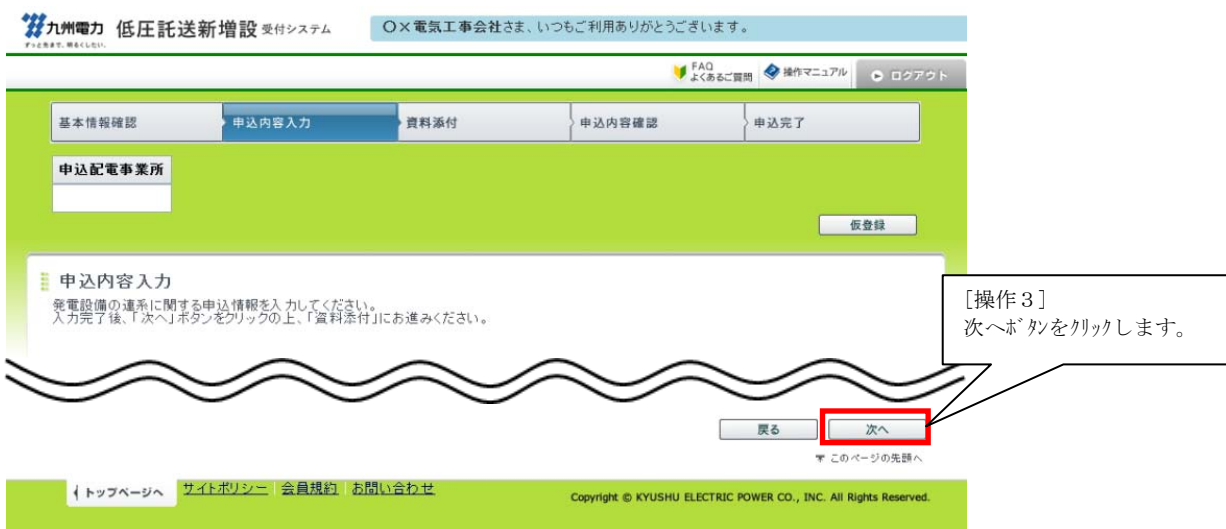 九州電力 低圧託送新増設 受付システム
ずっと先まで、明るくしたい。
○×電気工事会社さま、いつもご利用ありがとうございます。
FAQ
よくあるご質問
操作マニュアル
ログアウト
基本情報確認 申込内容入力 資料添付 申込内容確認 申込完了
申込配電事業所
仮登録
申込内容入力
発電設備の連系に関する申込情報を入力してください。
入力完了後、「次へ」ボタンをクリックの上、「資料添付」にお進みください。
[操作3]
次へボタンをクリックします。
戻る 次へ
このページの先頭へ
トップページへ サイトポリシー 会員規約 お問い合わせ
Copyright © KYUSHU ELECTRIC POWER CO., INC. All Rights Reserved.